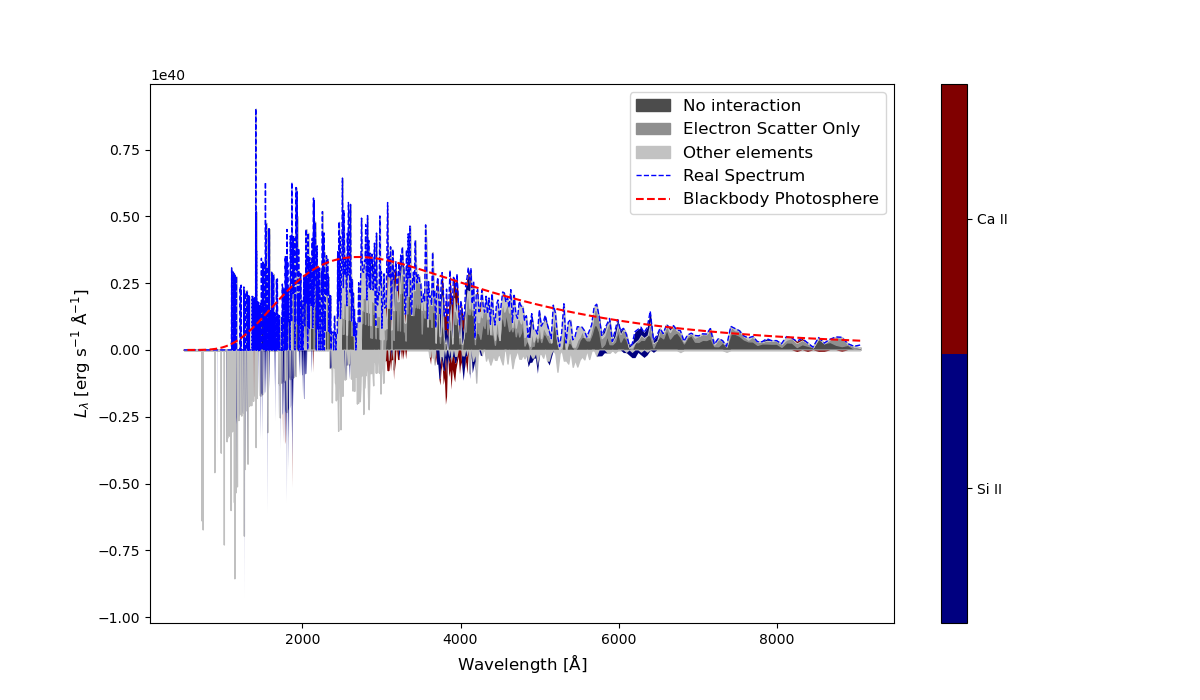 1e40
No interaction
Electron Scatter Only
Other elements
Real Spectrum
Blackbody Photosphere
0.75
0.50
0.25
0.00
−0.25
−0.50
−0.75
−1.00
L_λ [erg s⁻¹ Å⁻¹]
2000 4000 6000 8000
Wavelength [Å]
Ca II
Si II